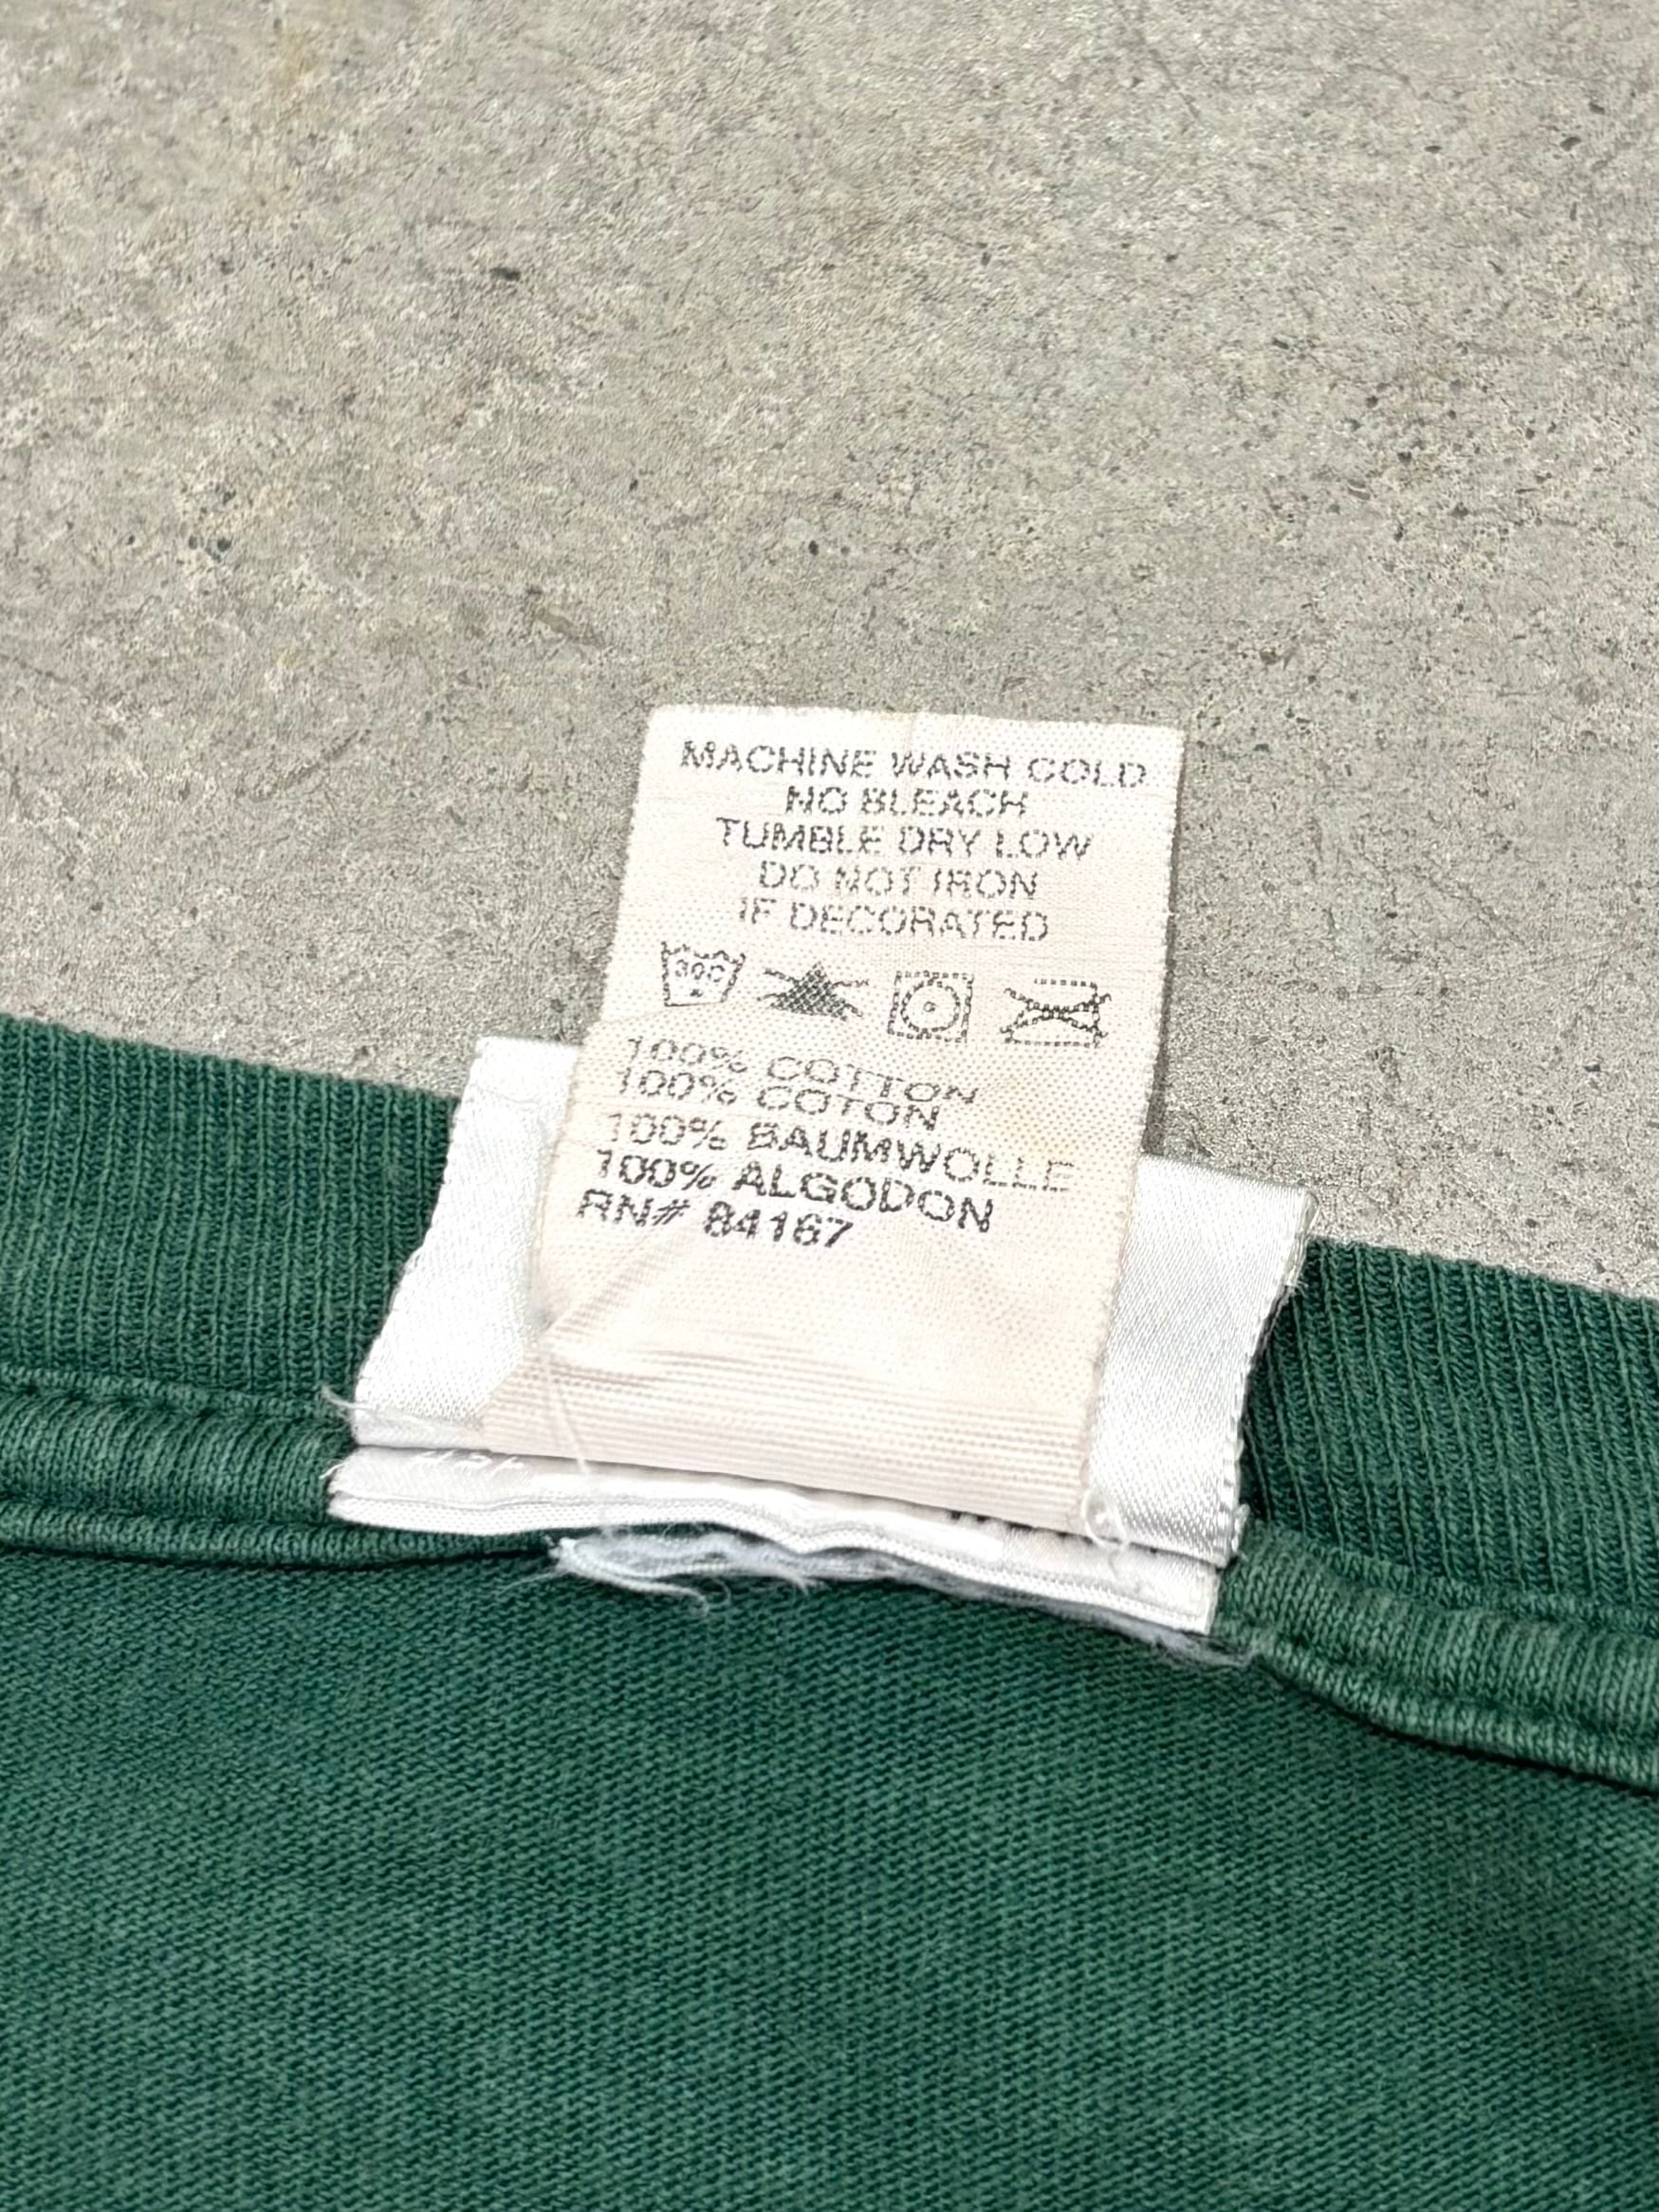 MACHINE WASH COLD
NO BLEACH
TUMBLE DRY LOW
DO NOT IRON
IF DECORATED
30C
100% COTTON
100% COTON
100% BAUMWOLLE
100% ALGODON
RN# 84167